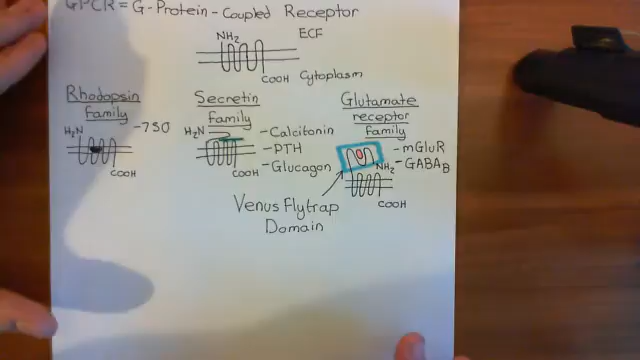 GPCR = G-Protein-Coupled Receptor
NH2
ECF
COOH
Cytoplasm
Rhodopsin
Family
H2N
-750
COOH
Secretin
Family
H2N
COOH
-Calcitonin
-PTH
-Glucagon
Glutamate
receptor
Family
NH2
-mGluR
-GABAB
COOH
Venus Flytrap
Domain